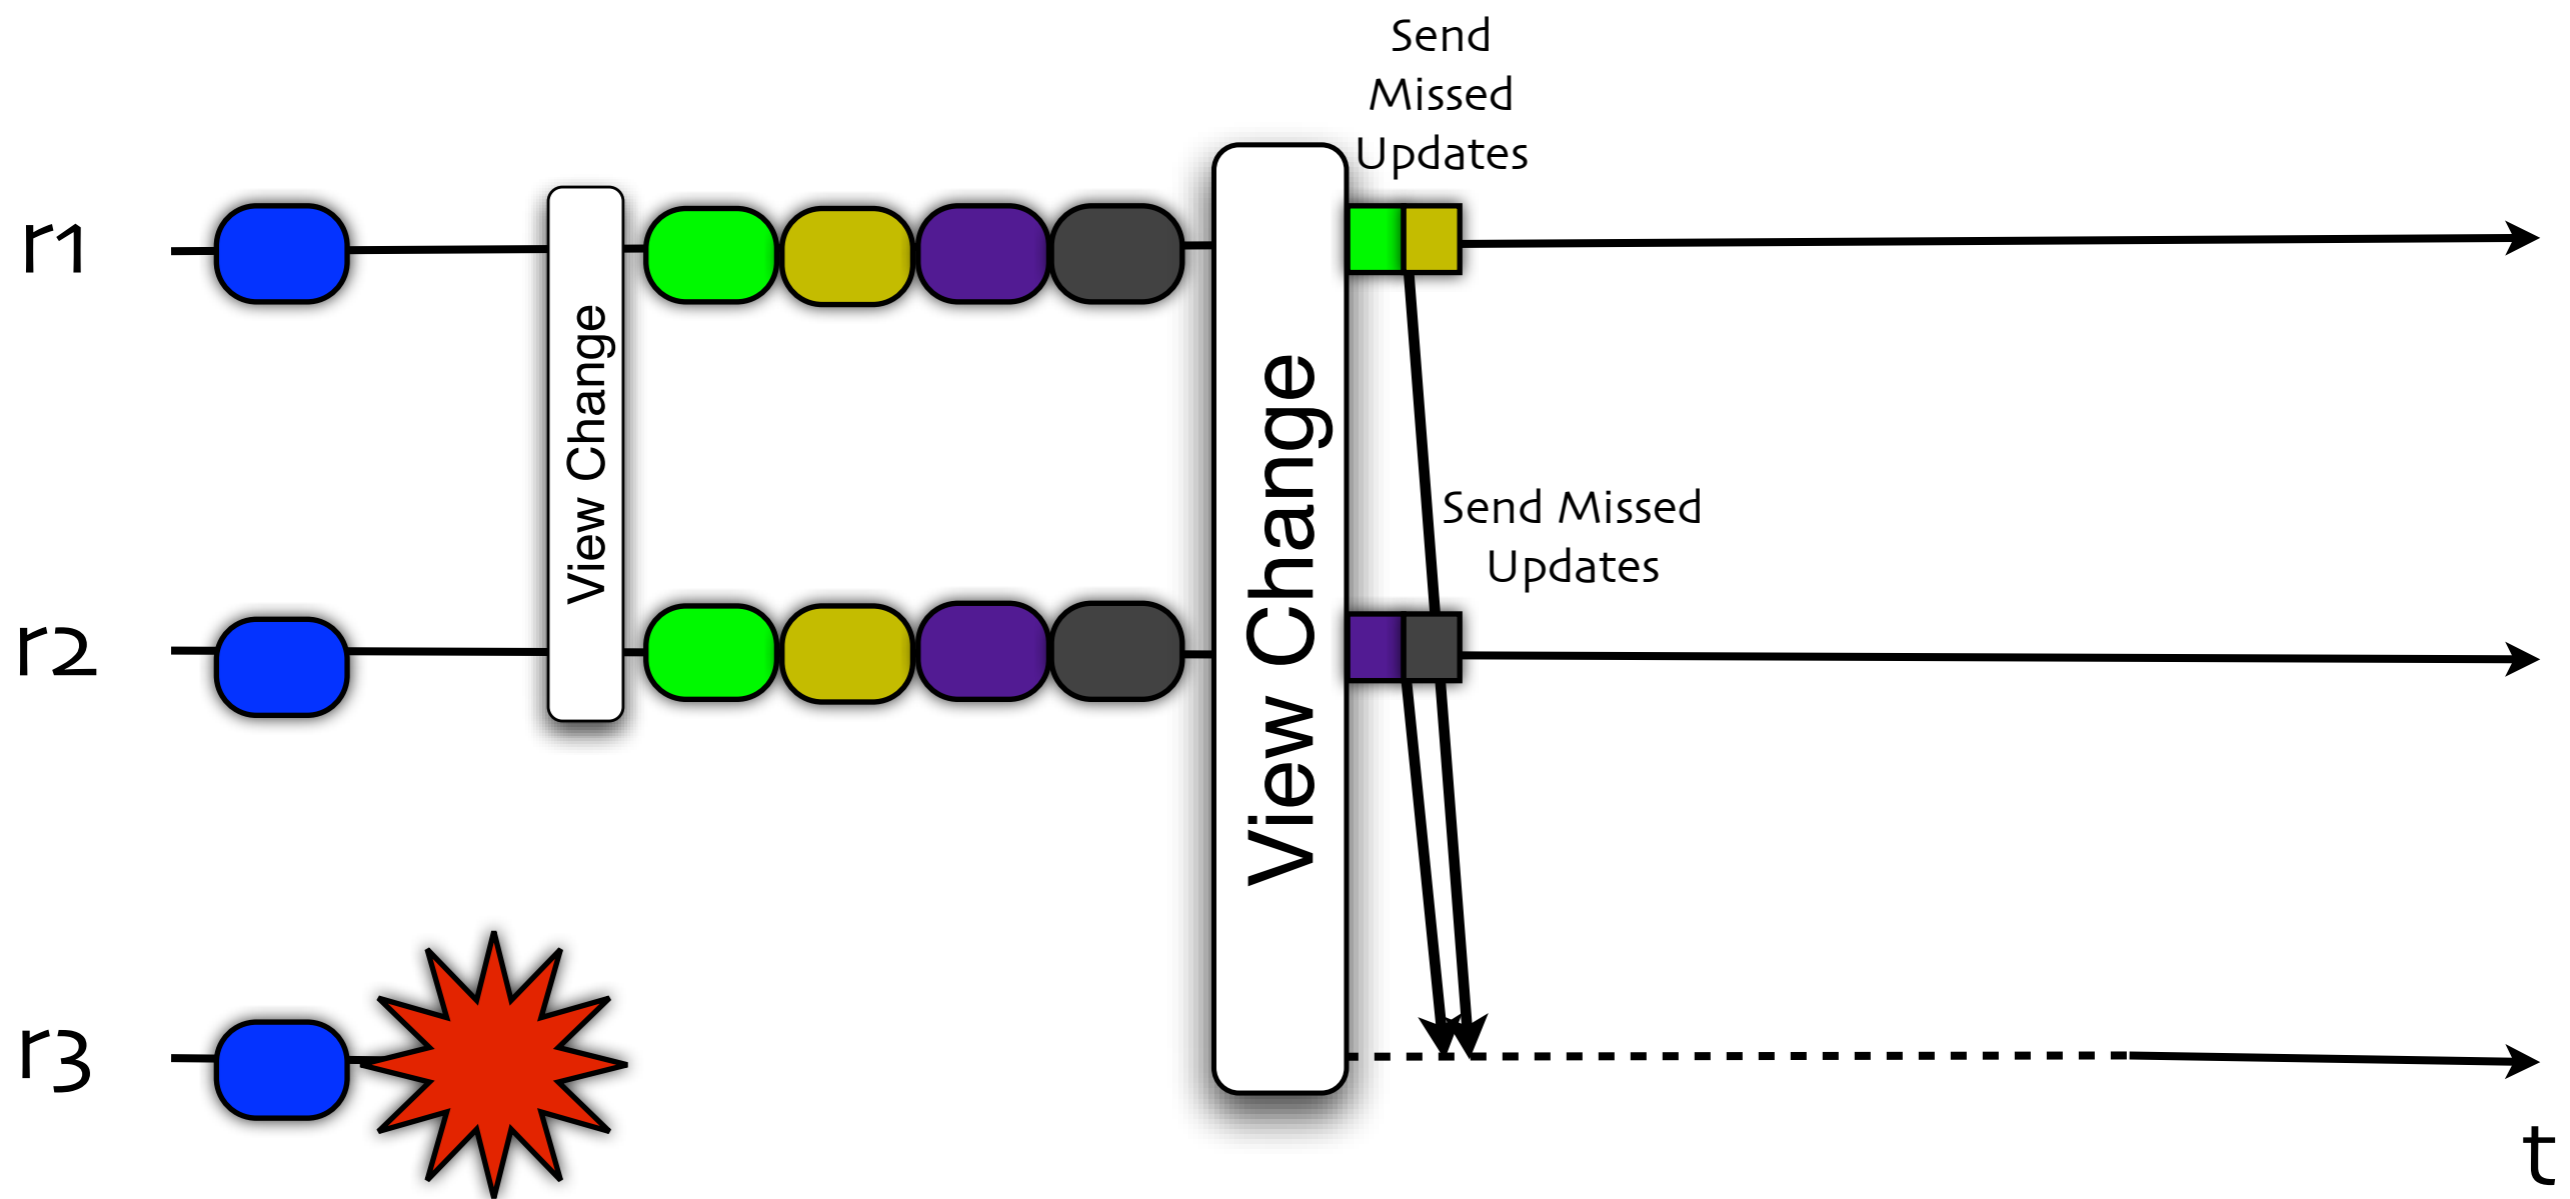 Send
Missed
Updates
r1
View Change
View Change
Send Missed
Updates
r2
r3
t